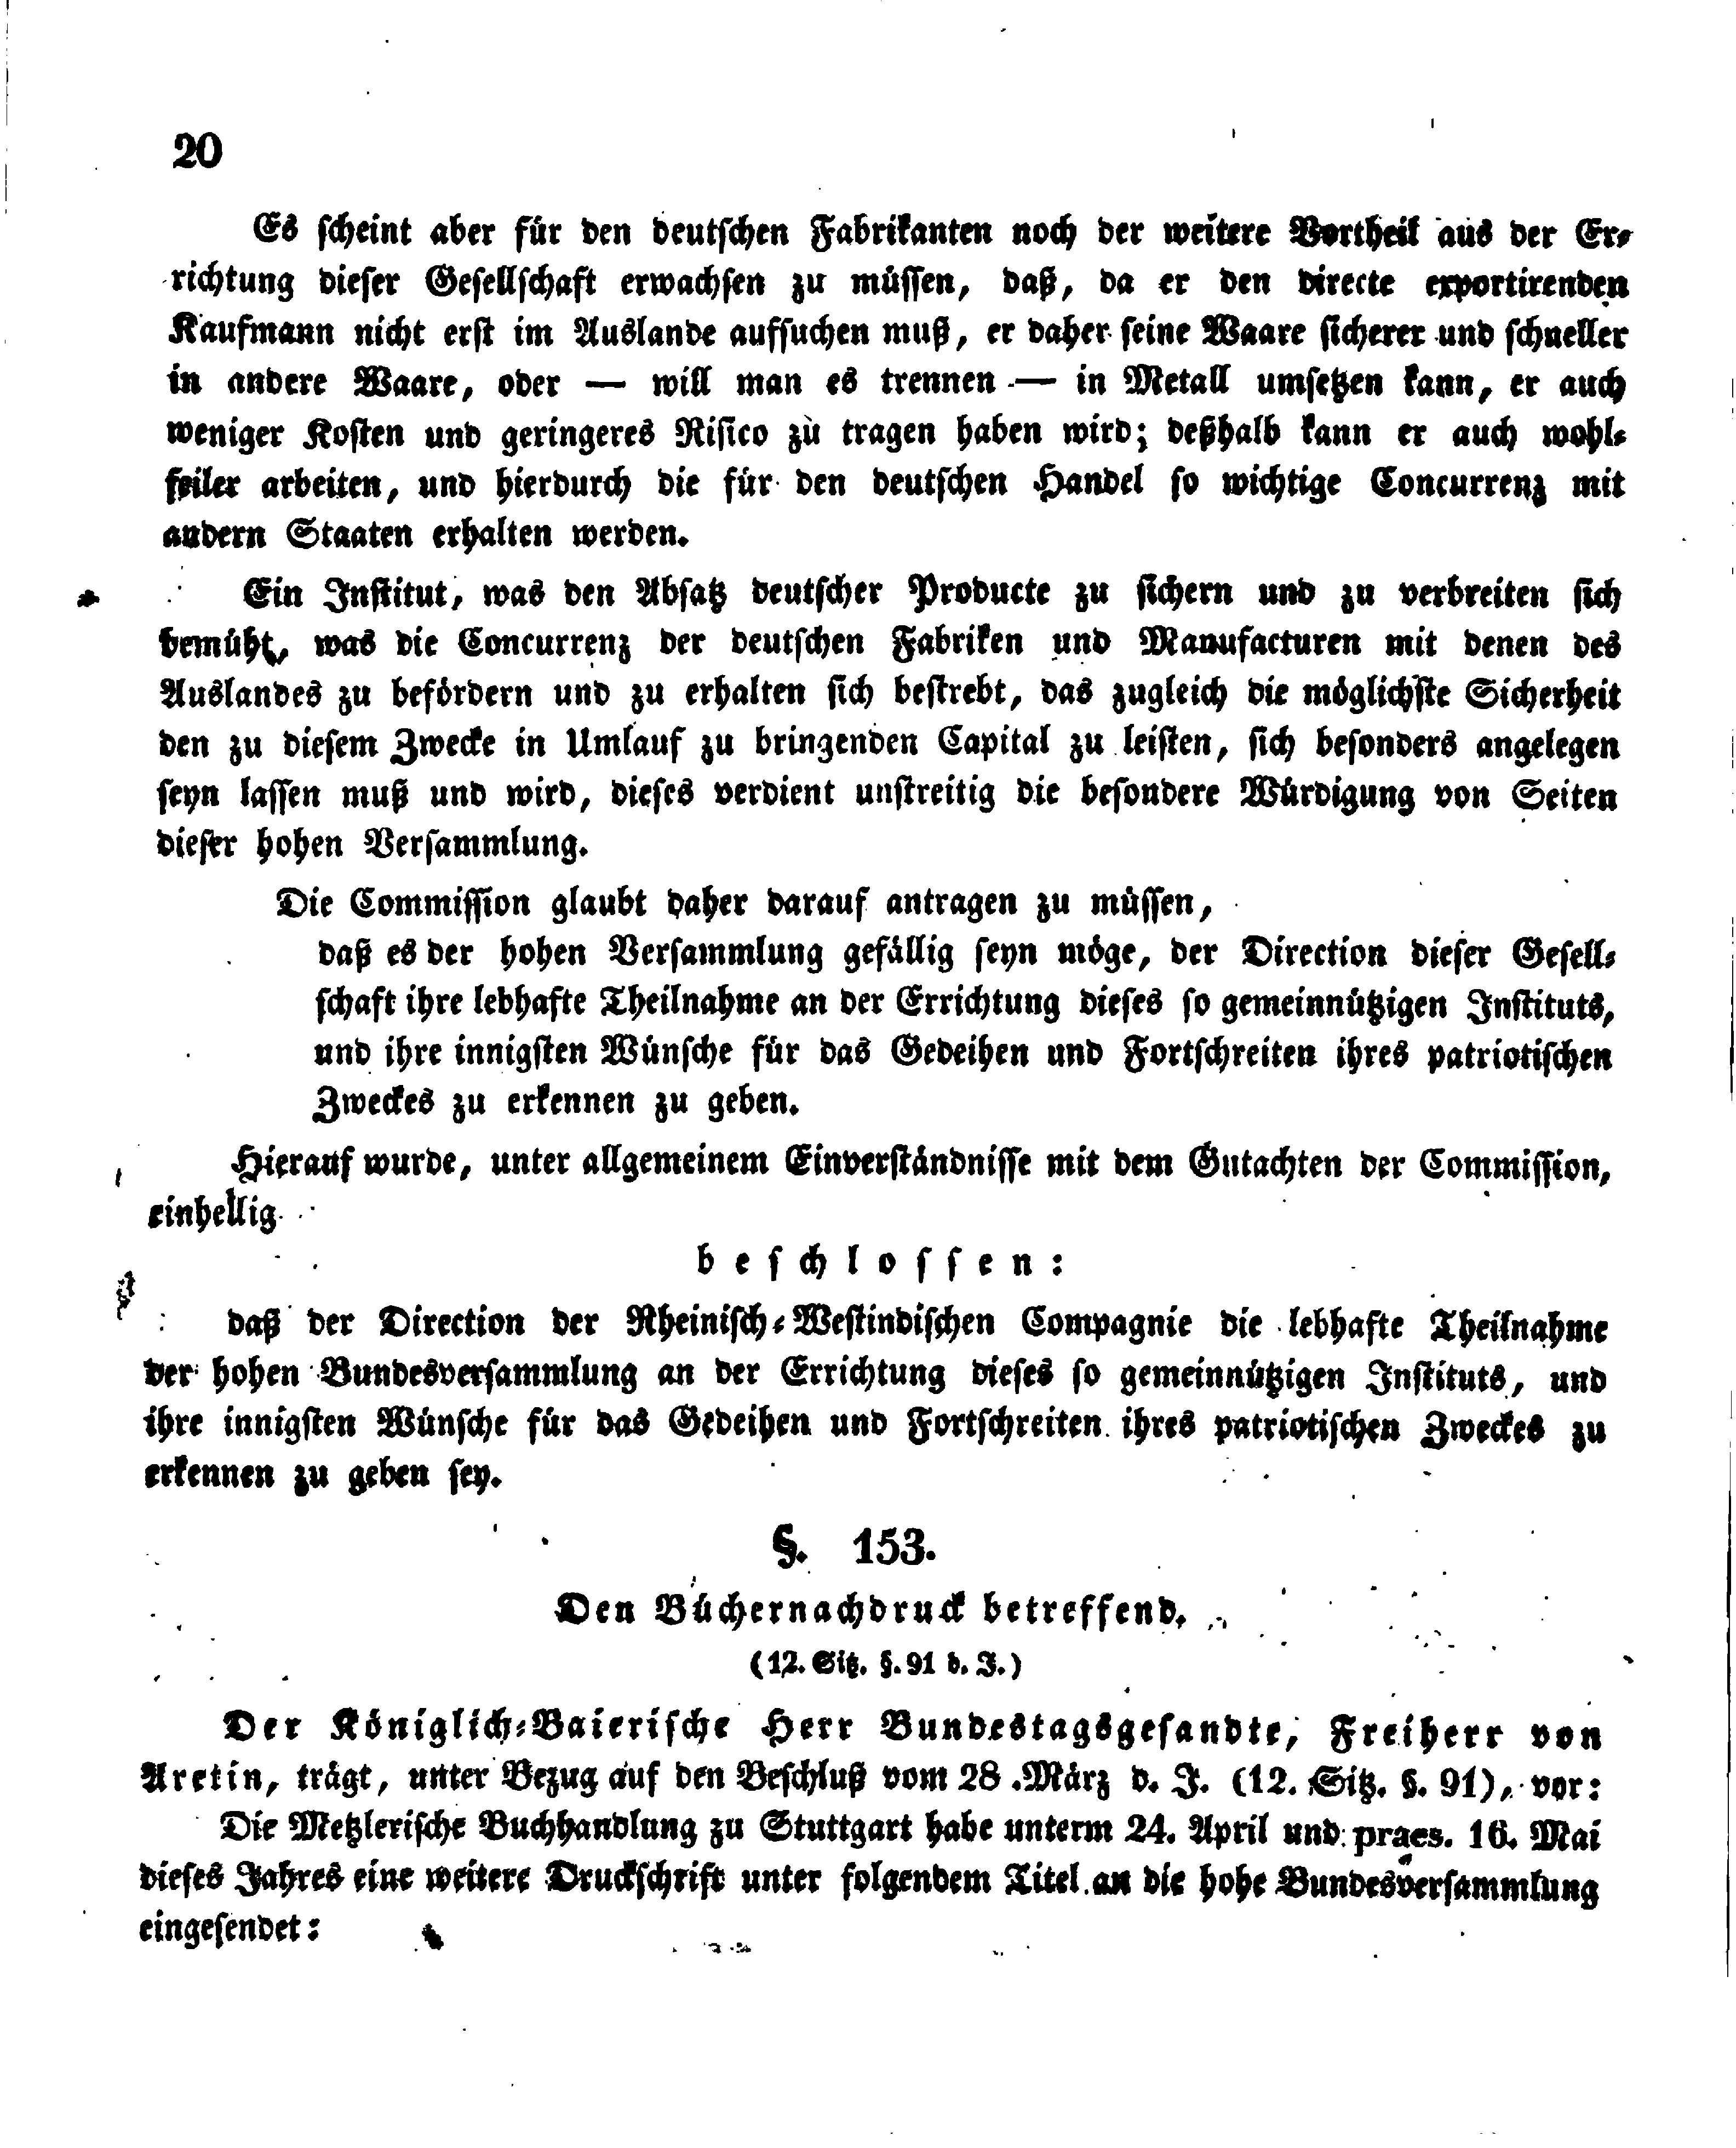 20
Es scheint aber für den deutschen Fabrikanten noch der weitere Vortheil aus der Er-
richtung dieser Gesellschaft erwachsen zu müssen, daß, da er den directe exportirenden
Kaufmann nicht erst im Auslande aufsuchen muß, er daher seine Waare sicherer und schneller
in andere Waare, oder — will man es trennen — in Metall umsetzen kann, er auch
weniger Kosten und geringeres Risico zu tragen haben wird; deßhalb kann er auch wohl-
feiler arbeiten, und hierdurch die für den deutschen Handel so wichtige Concurrenz mit
andern Staaten erhalten werden.
Ein Institut, was den Absatz deutscher Producte zu sichern und zu verbreiten sich
bemüht, was die Concurrenz der deutschen Fabriken und Manufacturen mit denen des
Auslandes zu befördern und zu erhalten sich bestrebt, das zugleich die möglichste Sicherheit
den zu diesem Zwecke in Umlauf zu bringenden Capital zu leisten, sich besonders angelegen
seyn lassen muß und wird, dieses verdient unstreitig die besondere Würdigung von Seiten
dieser hohen Versammlung.
Die Commission glaubt daher darauf antragen zu müssen,
daß es der hohen Versammlung gefällig seyn möge, der Direction dieser Gesell-
schaft ihre lebhafte Theilnahme an der Errichtung dieses so gemeinnützigen Instituts,
und ihre innigsten Wünsche für das Gedeihen und Fortschreiten ihres patriotischen
Zweckes zu erkennen zu geben.
Hierauf wurde, unter allgemeinem Einverständnisse mit dem Gutachten der Commission,
einhellig
beschlossen:
daß der Direction der Rheinisch-Westindischen Compagnie die lebhafte Theilnahme
der hohen Bundesversammlung an der Errichtung dieses so gemeinnützigen Instituts, und
ihre innigsten Wünsche für das Gedeihen und Fortschreiten ihres patriotischen Zweckes zu
erkennen zu geben sey.
§. 153.
Den Büchernachdruck betreffend.
(12. Sitz. §. 91 d. J.)
Der Königlich-Baierische Herr Bundestagsgesandte, Freiherr von
Aretin, trägt, unter Bezug auf den Beschluß vom 28. März d. J. (12. Sitz. §. 91), vor:
Die Metzlerische Buchhandlung zu Stuttgart habe unterm 24. April und praes. 16. Mai
dieses Jahres eine weitere Druckschrift unter folgendem Titel an die hohe Bundesversammlung
eingesendet: